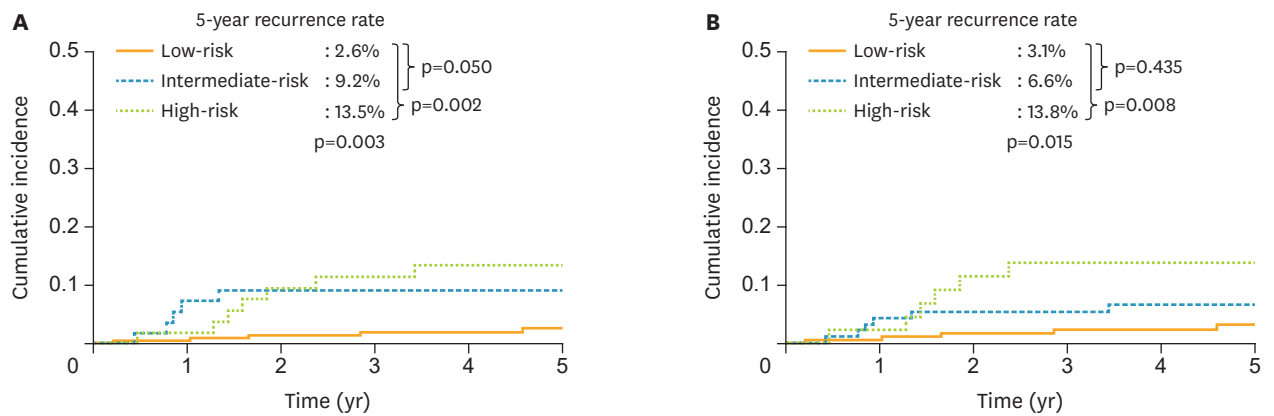 A
5-year recurrence rate
Low-risk : 2.6%
Intermediate-risk : 9.2%
High-risk : 13.5%
p=0.050
p=0.002
p=0.003
Cumulative incidence
0.5
0.4
0.3
0.2
0.1
0 1 2 3 4 5
Time (yr)
B
5-year recurrence rate
Low-risk : 3.1%
Intermediate-risk : 6.6%
High-risk : 13.8%
p=0.435
p=0.008
p=0.015
Cumulative incidence
0.5
0.4
0.3
0.2
0.1
0 1 2 3 4 5
Time (yr)